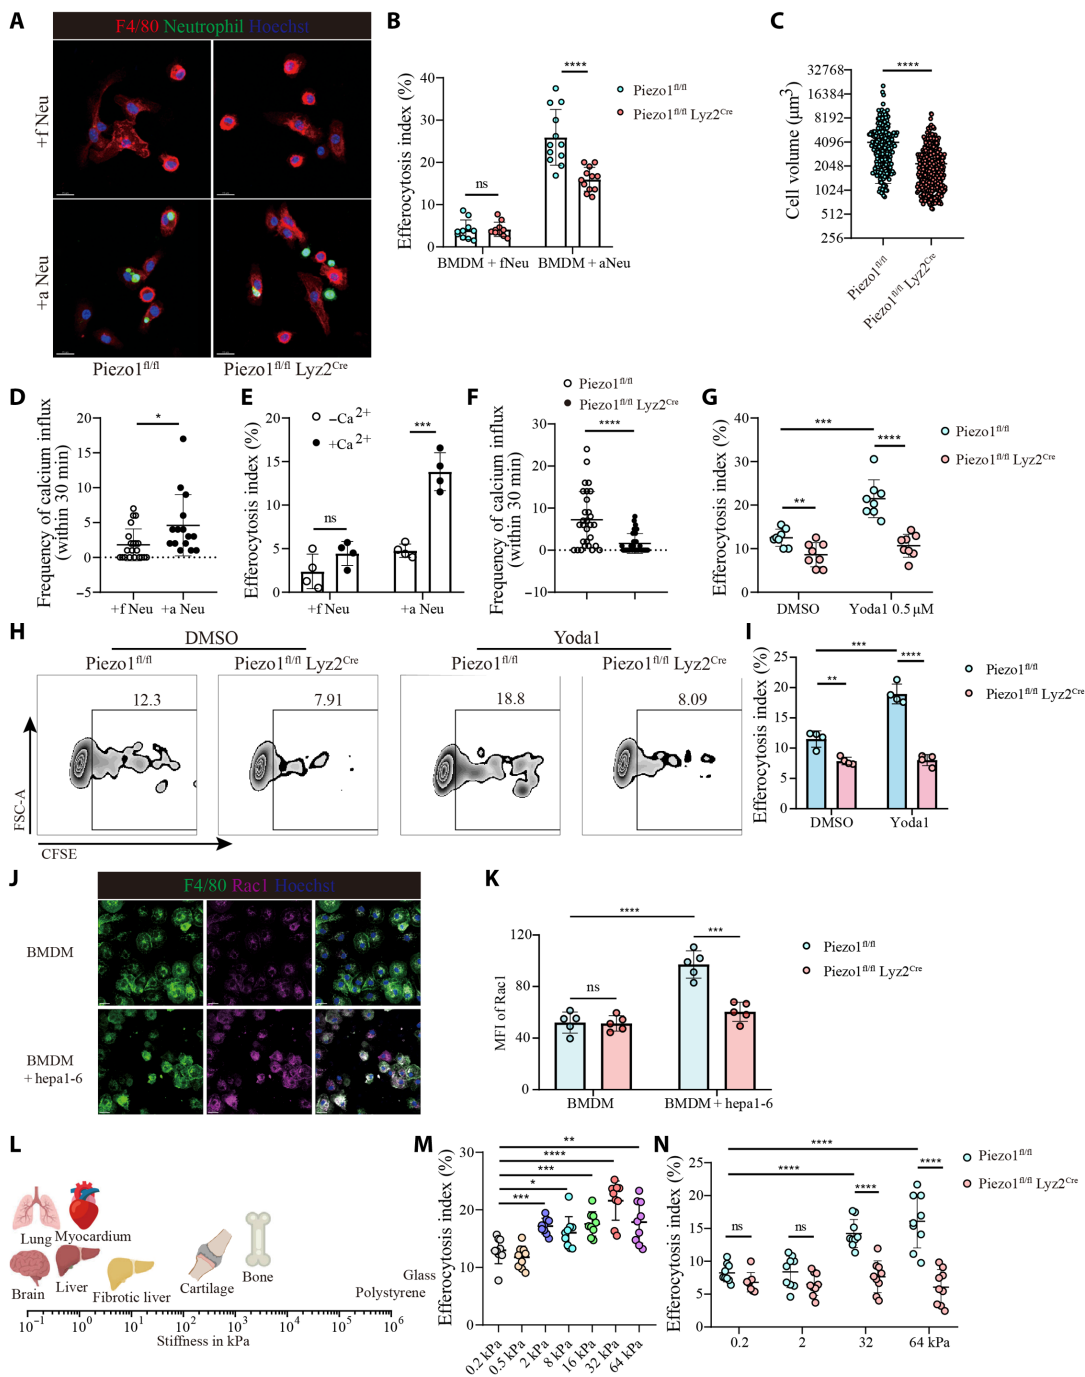 A
F4/80 Neutrophil Hoechst
+f Neu
+a Neu
Piezo1fl/fl
Piezo1fl/fl Lyz2Cre
B
Efferocytosis index (%)
40
30
20
10
0
ns
****
BMDM + fNeu
BMDM + aNeu
Piezo1fl/fl
Piezo1fl/fl Lyz2Cre
C
Cell volume (μm3)
32768
16384
8192
4096
2048
1024
512
256
****
Piezo1fl/fl
Piezo1fl/fl Lyz2Cre
D
Frequency of calcium influx
(within 30 min)
20
15
10
5
0
−5
*
+f Neu
+a Neu
E
Efferocytosis index (%)
20
15
10
5
0
−Ca2+
+Ca2+
ns
***
+f Neu
+a Neu
F
Piezo1fl/fl
Piezo1fl/fl Lyz2Cre
Frequency of calcium influx
(within 30 min)
30
20
10
0
−10
****
G
Efferocytosis index (%)
40
30
20
10
0
***
****
**
DMSO
Yoda1 0.5 μM
Piezo1fl/fl
Piezo1fl/fl Lyz2Cre
H
DMSO
Yoda1
Piezo1fl/fl
Piezo1fl/fl Lyz2Cre
Piezo1fl/fl
Piezo1fl/fl Lyz2Cre
12.3
7.91
18.8
8.09
FSC-A
CFSE
I
Efferocytosis index (%)
25
20
15
10
5
0
***
****
**
DMSO
Yoda1
Piezo1fl/fl
Piezo1fl/fl Lyz2Cre
J
F4/80 Rac1 Hoechst
BMDM
BMDM
+ hepa1-6
K
MFI of Rac1
120
80
40
0
****
***
ns
BMDM
BMDM + hepa1-6
Piezo1fl/fl
Piezo1fl/fl Lyz2Cre
L
Lung
Myocardium
Brain
Liver
Fibrotic liver
Cartilage
Bone
Glass
Polystyrene
10−1 100 101 102 103 104 105 106
Stiffness in kPa
M
Efferocytosis index (%)
30
20
10
0
**
****
***
*
***
0.2 kPa
0.5 kPa
2 kPa
8 kPa
16 kPa
32 kPa
64 kPa
N
Efferocytosis index (%)
25
20
15
10
5
0
****
****
****
****
ns
ns
0.2
2
32
64 kPa
Piezo1fl/fl
Piezo1fl/fl Lyz2Cre